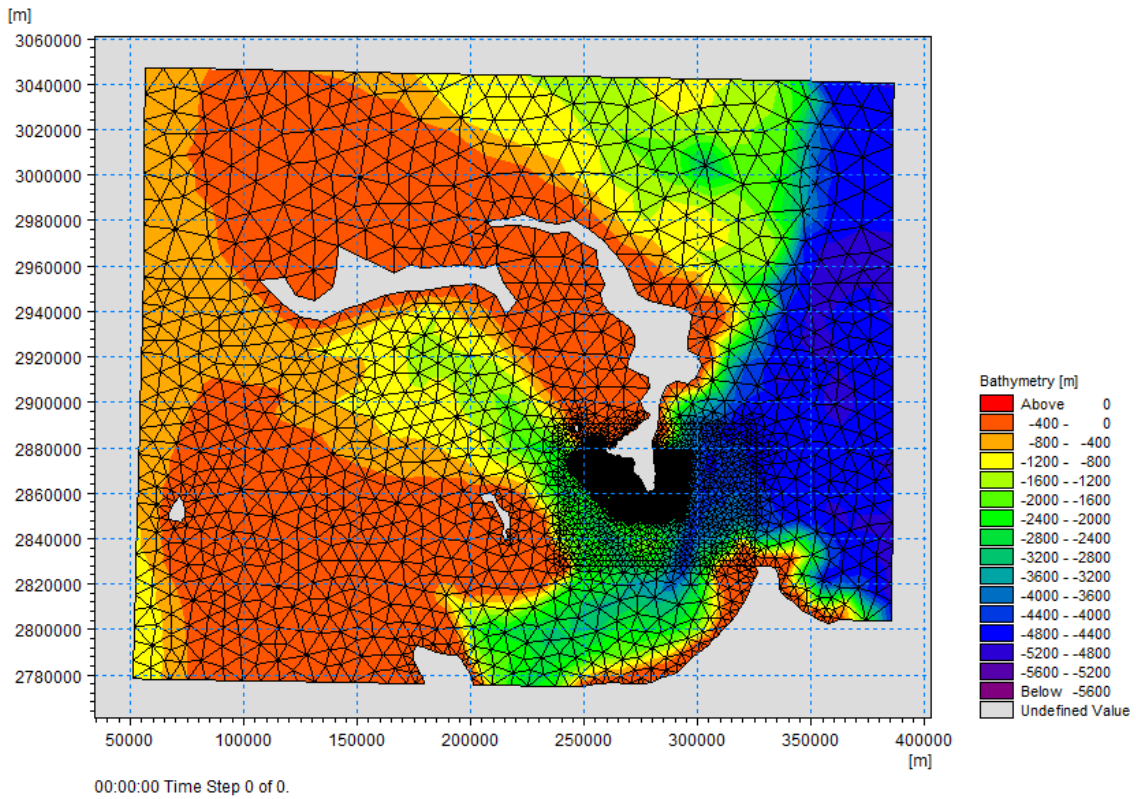 [m]
3060000
3040000
3020000
3000000
2980000
2960000
2940000
2920000
2900000
2880000
2860000
2840000
2820000
2800000
2780000
50000 100000 150000 200000 250000 300000 350000 400000
[m]
00:00:00 Time Step 0 of 0.
Bathymetry [m]
Above 0
-400 - 0
-800 - -400
-1200 - -800
-1600 - -1200
-2000 - -1600
-2400 - -2000
-2800 - -2400
-3200 - -2800
-3600 - -3200
-4000 - -3600
-4400 - -4000
-4800 - -4400
-5200 - -4800
-5600 - -5200
Below -5600
Undefined Value